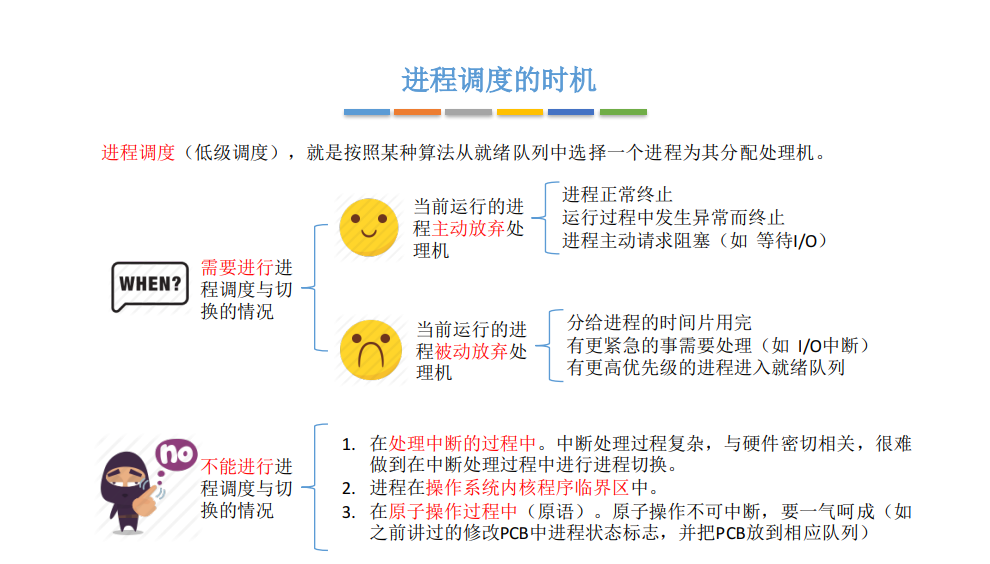 进程调度的时机
进程调度（低级调度），就是按照某种算法从就绪队列中选择一个进程为其分配处理机。
WHEN?
需要进行进
程调度与切
换的情况
当前运行的进
程主动放弃处
理机
进程正常终止
运行过程中发生异常而终止
进程主动请求阻塞（如 等待I/O）
当前运行的进
程被动放弃处
理机
分给进程的时间片用完
有更紧急的事需要处理（如 I/O中断）
有更高优先级的进程进入就绪队列
no
不能进行进
程调度与切
换的情况
1. 在处理中断的过程中。中断处理过程复杂，与硬件密切相关，很难
做到在中断处理过程中进行进程切换。
2. 进程在操作系统内核程序临界区中。
3. 在原子操作过程中（原语）。原子操作不可中断，要一气呵成（如
之前讲过的修改PCB中进程状态标志，并把PCB放到相应队列）